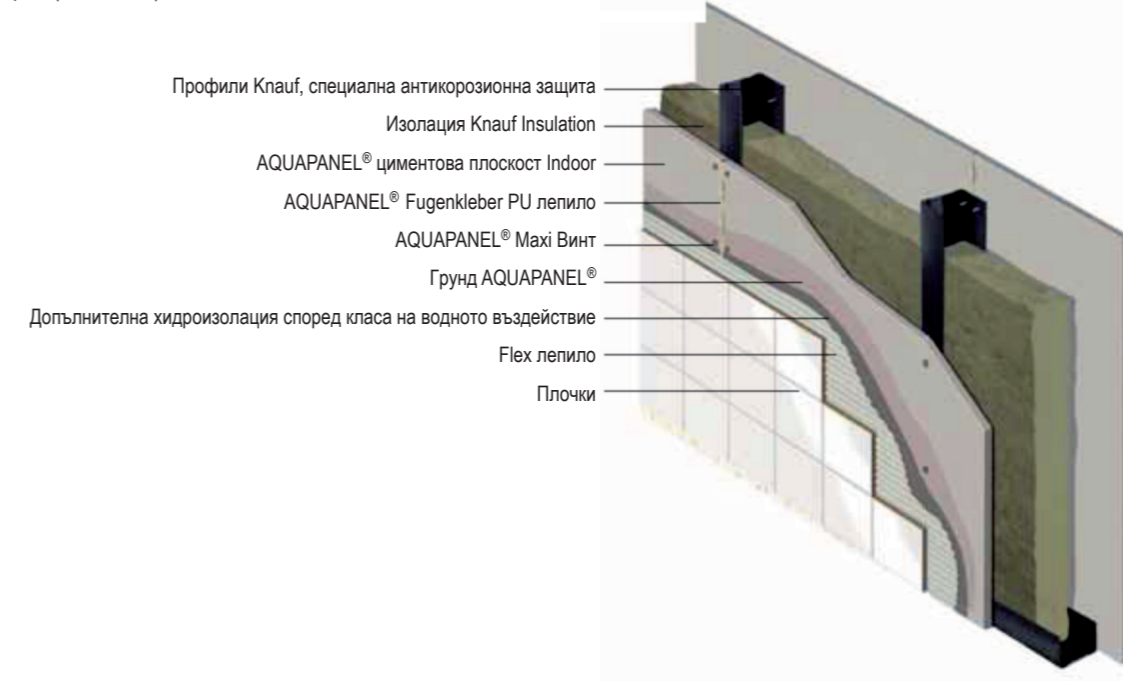 Профили Knauf, специална антикорозионна защита
Изолация Knauf Insulation
AQUAPANEL® циментова плоскост Indoor
AQUAPANEL® Fugenkleber PU лепило
AQUAPANEL® Maxi Винт
Грунд AQUAPANEL®
Допълнителна хидроизолация според класа на водното въздействие
Flex лепило
Плочки